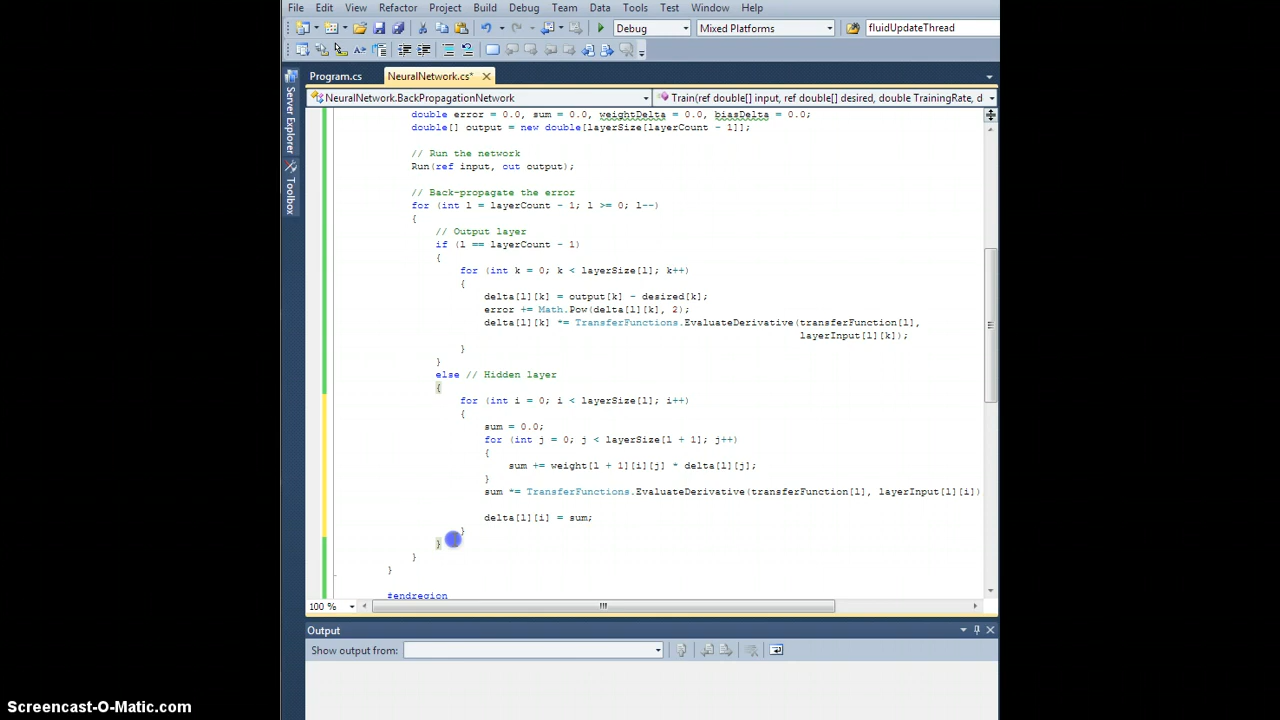 File Edit View Refactor Project Build Debug Team Data Tools Test Window Help
Debug Mixed Platforms fluidUpdateThread
Program.cs NeuralNetwork.cs*
NeuralNetwork.BackPropagationNetwork Train(ref double[] input, ref double[] desired, double TrainingRate, d
Server Explorer
Toolbox
double error = 0.0, sum = 0.0, weightDelta = 0.0, biasDelta = 0.0;
double[] output = new double[layerSize[layerCount - 1]];
// Run the network
Run(ref input, out output);
// Back-propagate the error
for (int l = layerCount - 1; l >= 0; l--)
{
// Output layer
if (l == layerCount - 1)
{
for (int k = 0; k < layerSize[l]; k++)
{
delta[l][k] = output[k] - desired[k];
error += Math.Pow(delta[l][k], 2);
delta[l][k] *= TransferFunctions.EvaluateDerivative(transferFunction[l],
layerInput[l][k]);
}
}
else // Hidden layer
{
for (int i = 0; i < layerSize[l]; i++)
{
sum = 0.0;
for (int j = 0; j < layerSize[l + 1]; j++)
{
sum += weight[l + 1][i][j] * delta[l][j];
}
sum *= TransferFunctions.EvaluateDerivative(transferFunction[l], layerInput[l][i])
delta[l][i] = sum;
}
}
}
}
#endregion
100 %
Output
Show output from:
Screencast-O-Matic.com